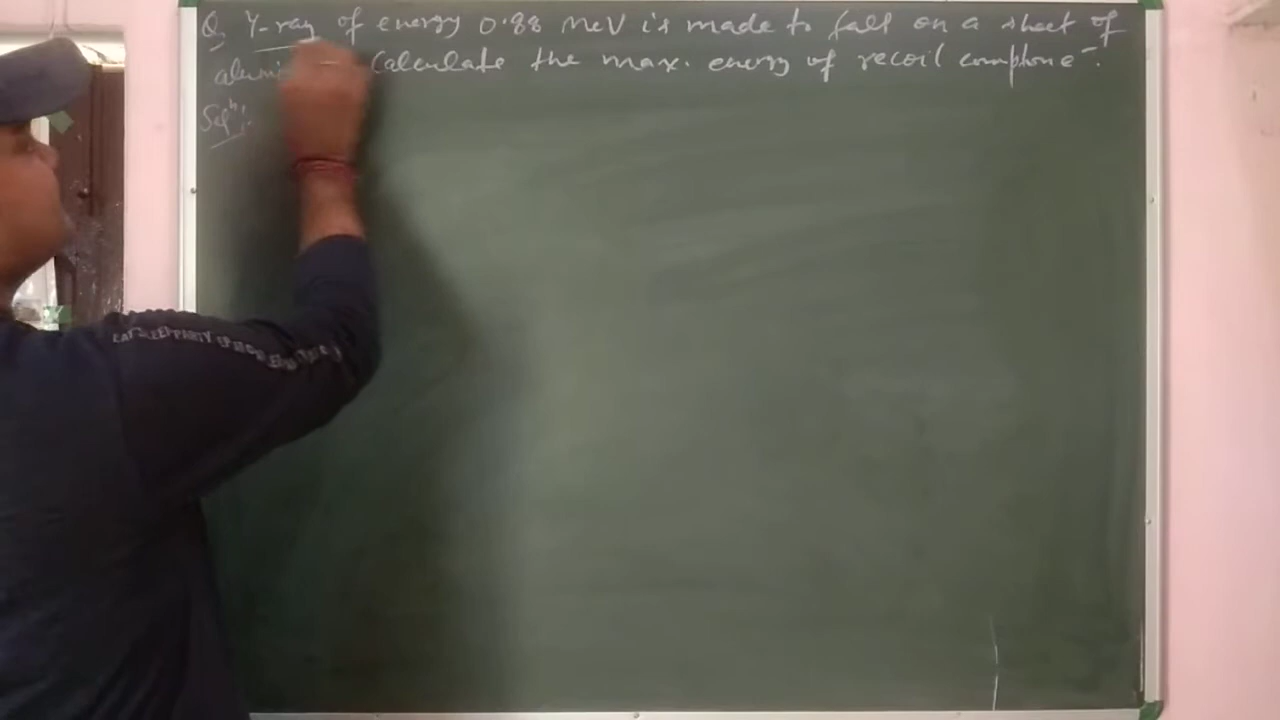 Q, γ-ray of energy 0.88 MeV is made to fall on a sheet of
Calculate the max. energy of recoil comptone⁻.
Solⁿ: